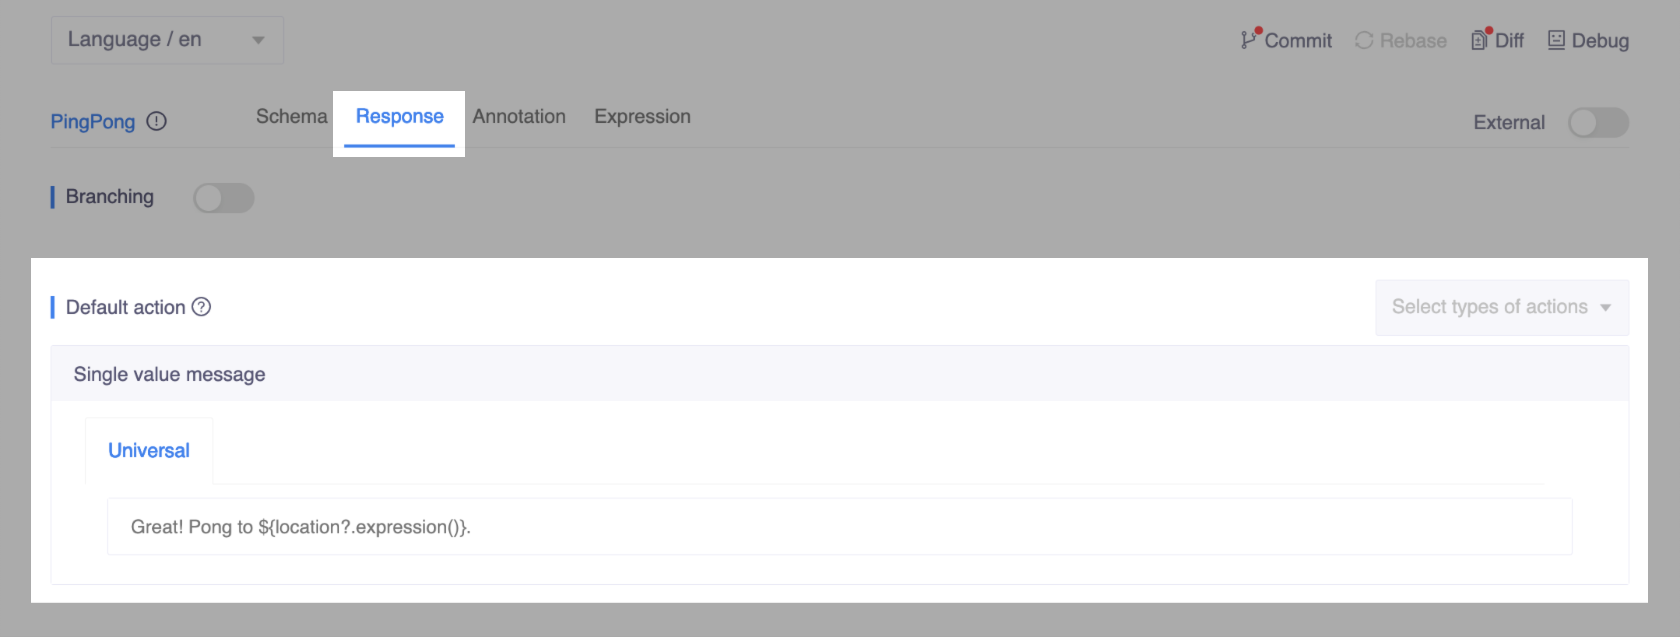 Language / en
Commit
Rebase
Diff
Debug
PingPong
Schema
Response
Annotation
Expression
External
Branching
Default action
Select types of actions
Single value message
Universal
Great! Pong to ${location?.expression()}.